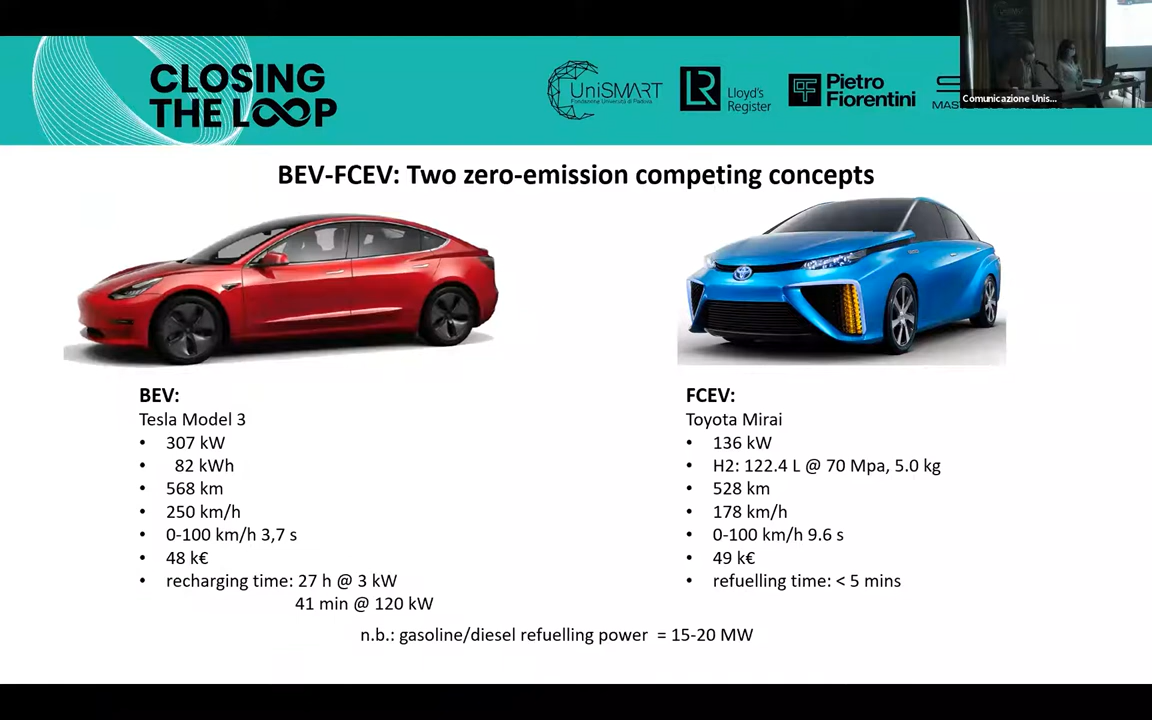 CLOSING
THE LOOP
UniSMART
Fondazione Università di Padova
LR
Lloyd's
Register
Pietro
Fiorentini
Comunicazione Unis...
BEV-FCEV: Two zero-emission competing concepts
BEV:
Tesla Model 3
• 307 kW
• 82 kWh
• 568 km
• 250 km/h
• 0-100 km/h 3,7 s
• 48 k€
• recharging time: 27 h @ 3 kW
41 min @ 120 kW
FCEV:
Toyota Mirai
• 136 kW
• H2: 122.4 L @ 70 Mpa, 5.0 kg
• 528 km
• 178 km/h
• 0-100 km/h 9.6 s
• 49 k€
• refuelling time: < 5 mins
n.b.: gasoline/diesel refuelling power = 15-20 MW